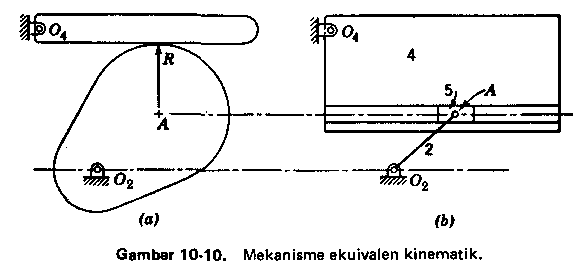 O4
R
A
O2
(a)
O4
4
5
A
2
O2
(b)
Gambar 10-10. Mekanisme ekuivalen kinematik.